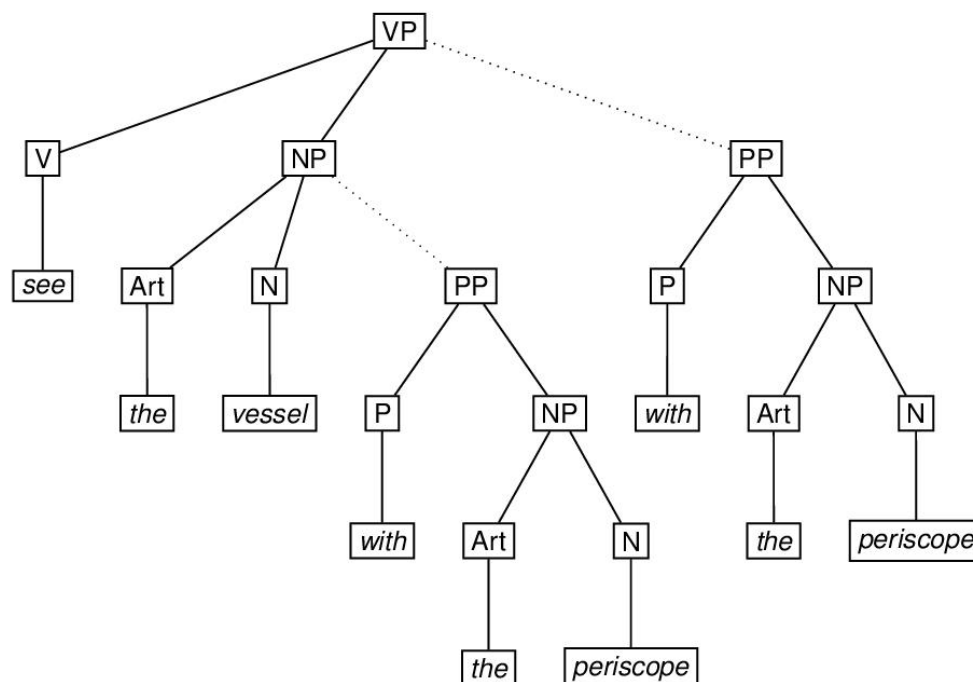 VP
V NP PP
see Art N PP P NP
the vessel P NP with Art N
with Art N the periscope
the periscope